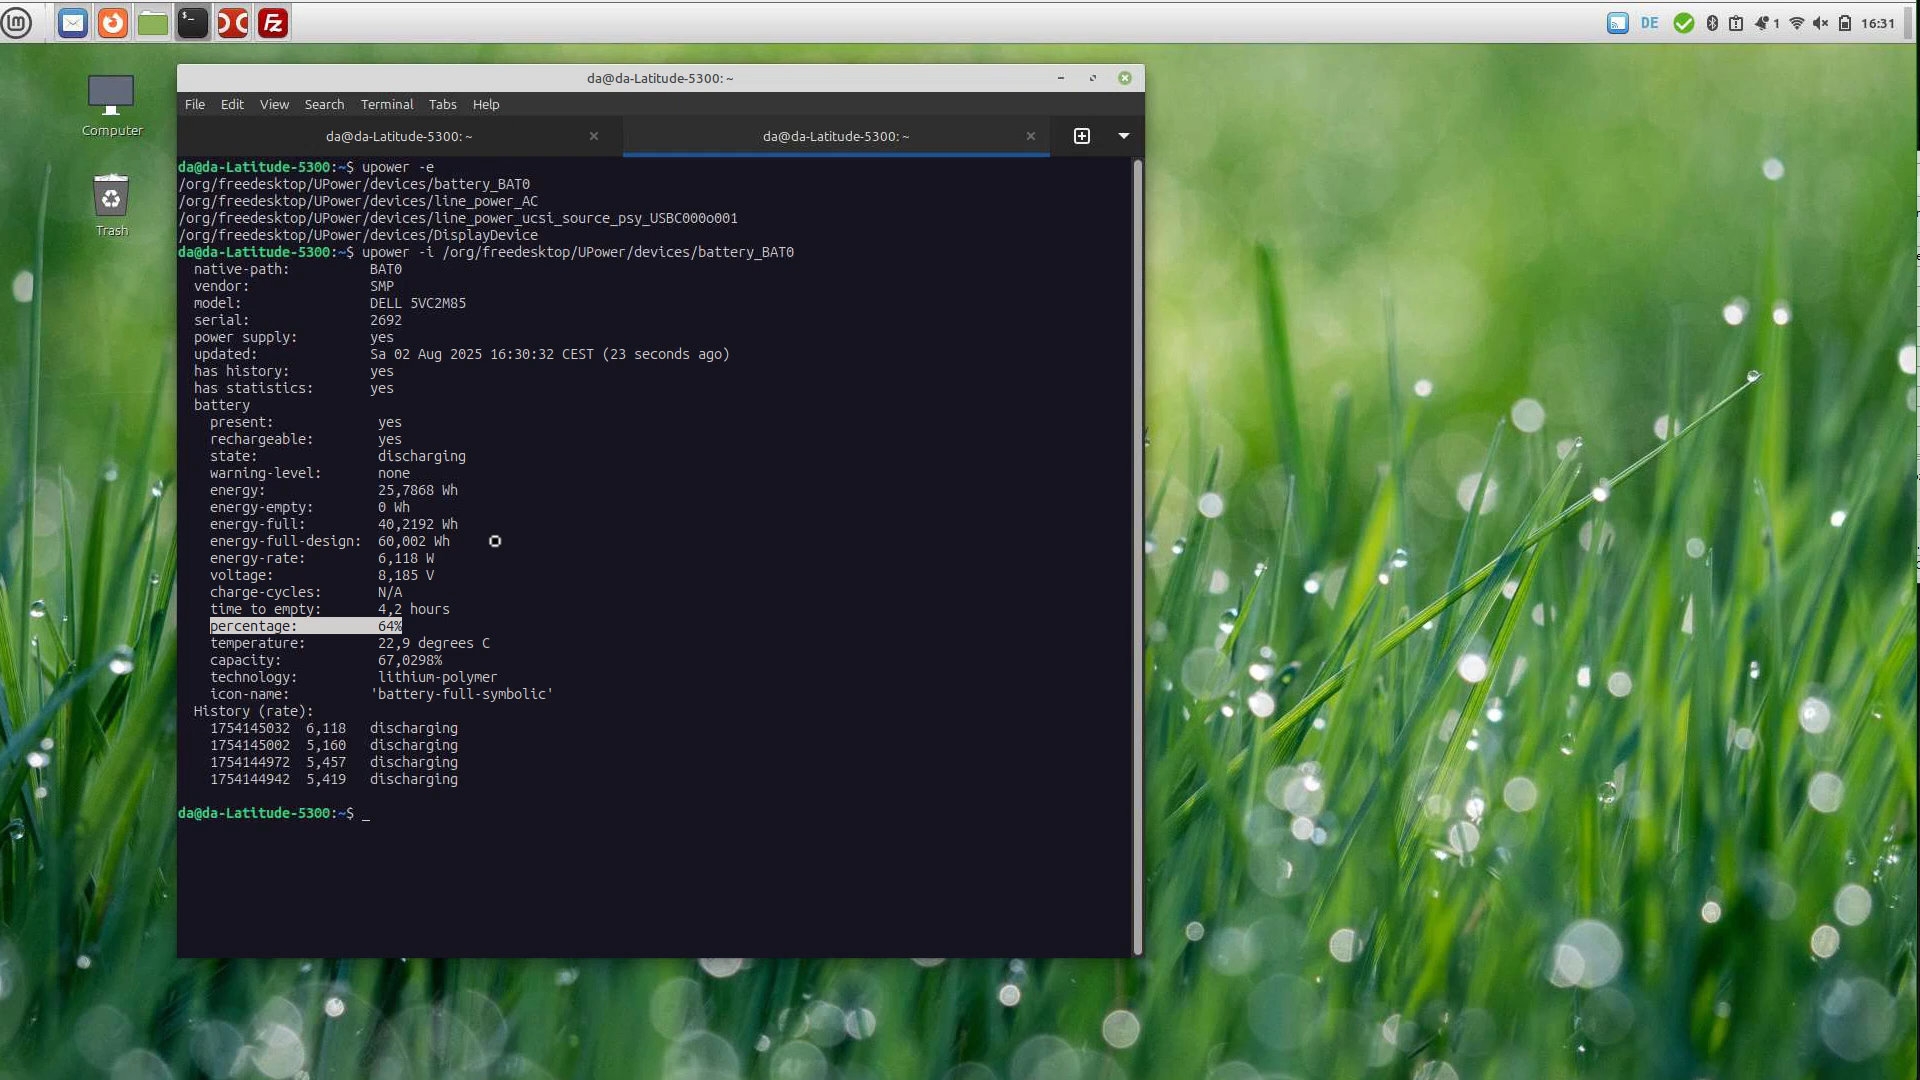 DE
1
16:31
Computer
Trash
da@da-Latitude-5300: ~
File Edit View Search Terminal Tabs Help
da@da-Latitude-5300: ~ da@da-Latitude-5300: ~
da@da-Latitude-5300:~$ upower -e
/org/freedesktop/UPower/devices/battery_BAT0
/org/freedesktop/UPower/devices/line_power_AC
/org/freedesktop/UPower/devices/line_power_ucsi_source_psy_USBC000o001
/org/freedesktop/UPower/devices/DisplayDevice
da@da-Latitude-5300:~$ upower -i /org/freedesktop/UPower/devices/battery_BAT0
native-path: BAT0
vendor: SMP
model: DELL 5VC2M85
serial: 2692
power supply: yes
updated: Sa 02 Aug 2025 16:30:32 CEST (23 seconds ago)
has history: yes
has statistics: yes
battery
present: yes
rechargeable: yes
state: discharging
warning-level: none
energy: 25,7868 Wh
energy-empty: 0 Wh
energy-full: 40,2192 Wh
energy-full-design: 60,002 Wh
energy-rate: 6,118 W
voltage: 8,185 V
charge-cycles: N/A
time to empty: 4,2 hours
percentage: 64%
temperature: 22,9 degrees C
capacity: 67,0298%
technology: lithium-polymer
icon-name: 'battery-full-symbolic'
History (rate):
1754145032 6,118 discharging
1754145002 5,160 discharging
1754144972 5,457 discharging
1754144942 5,419 discharging
da@da-Latitude-5300:~$ _